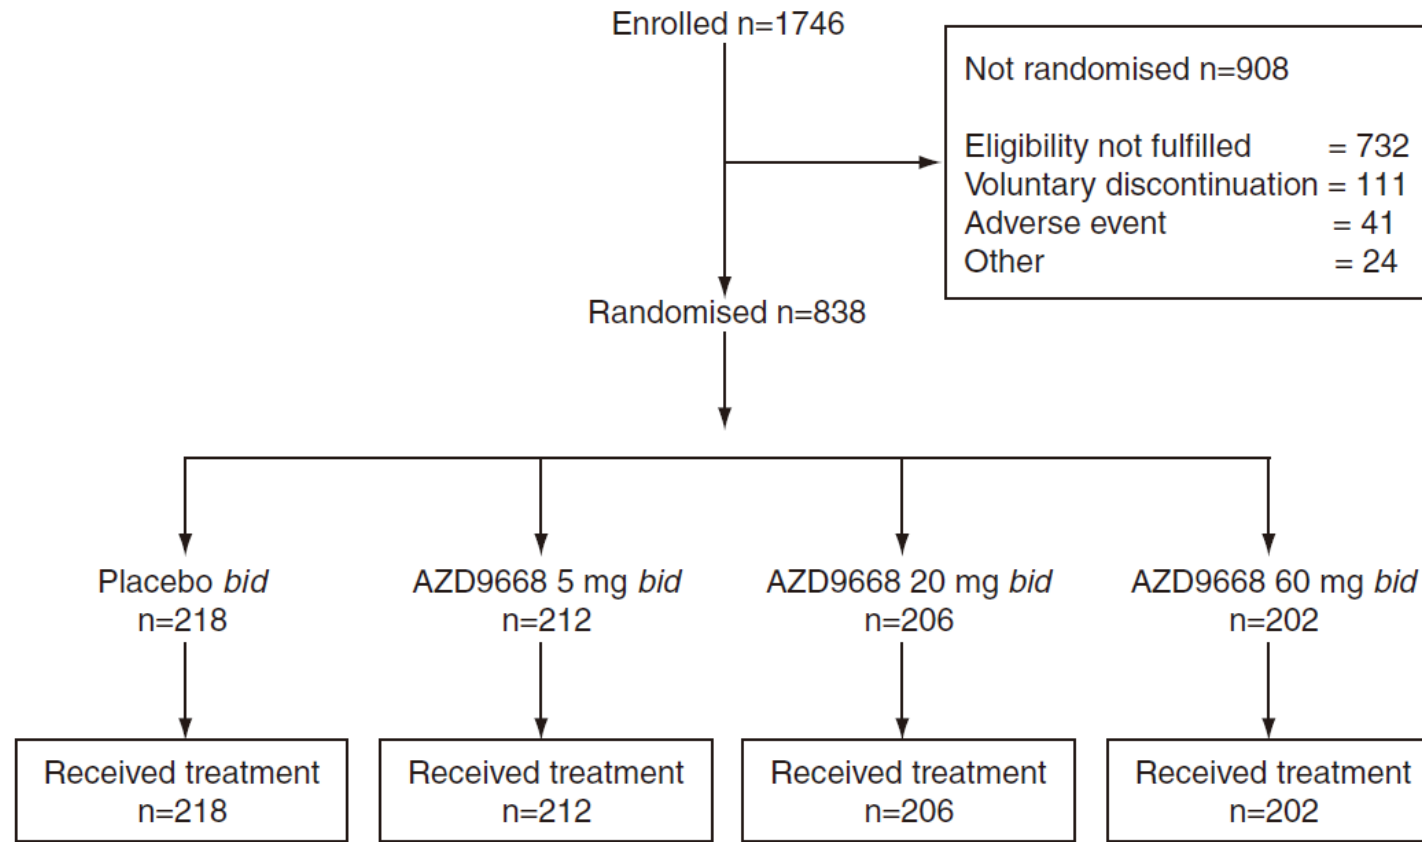 Enrolled n=1746
Not randomised n=908
Eligibility not fulfilled = 732
Voluntary discontinuation = 111
Adverse event = 41
Other = 24
Randomised n=838
Placebo bid
n=218
AZD9668 5 mg bid
n=212
AZD9668 20 mg bid
n=206
AZD9668 60 mg bid
n=202
Received treatment
n=218
Received treatment
n=212
Received treatment
n=206
Received treatment
n=202